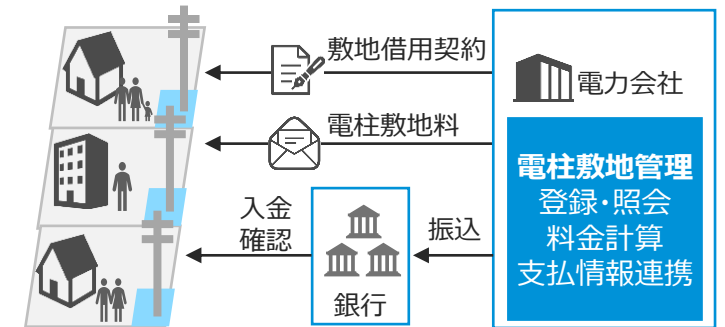 敷地借用契約
電力会社
電柱敷地料
電柱敷地管理
登録･照会
料金計算
支払情報連携
入金
確認
振込
銀行